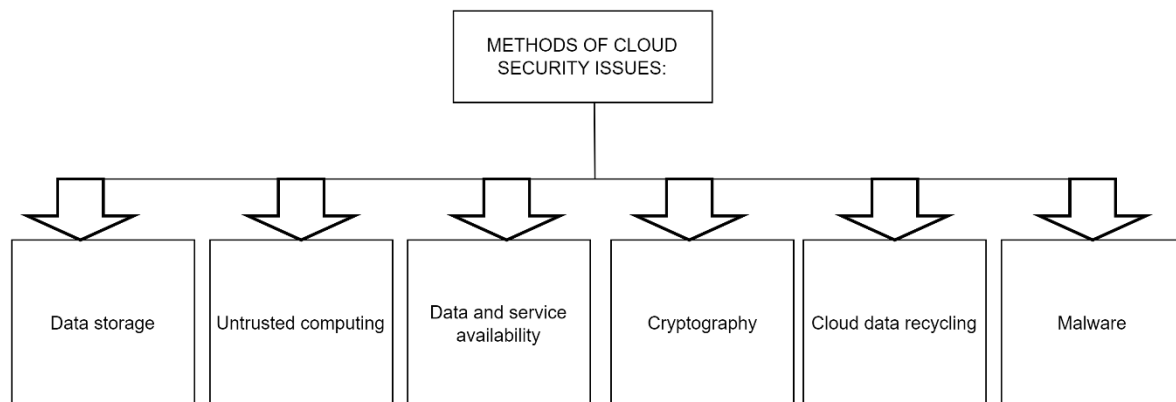 METHODS OF CLOUD
SECURITY ISSUES:
Data storage
Untrusted computing
Data and service
availability
Cryptography
Cloud data recycling
Malware